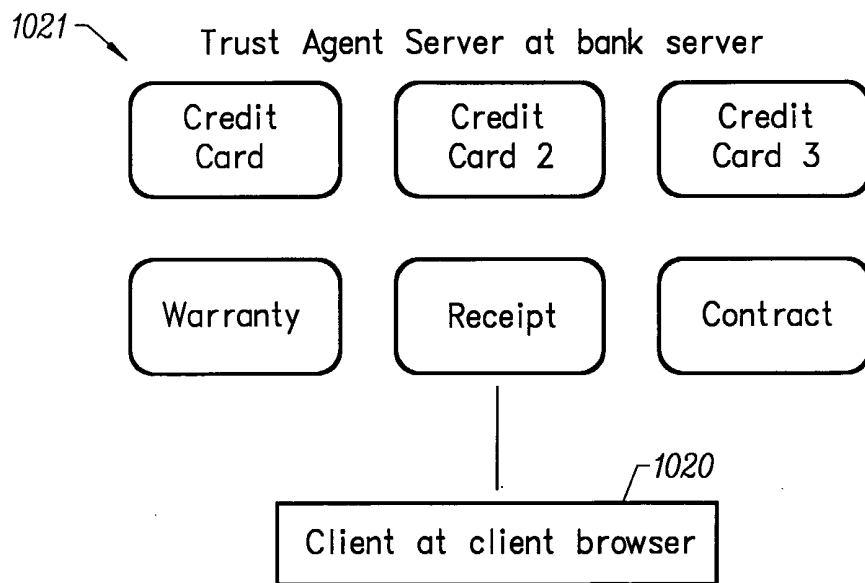 1021
Trust Agent Server at bank server
Credit
Card
Credit
Card 2
Credit
Card 3
Warranty
Receipt
Contract
1020
Client at client browser